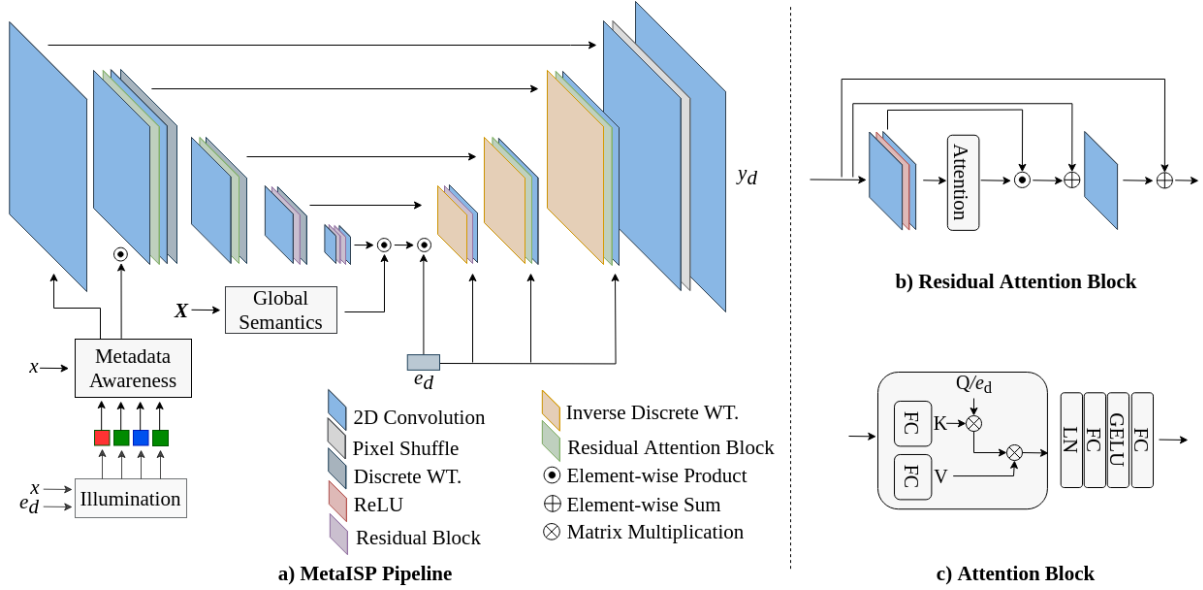 y_d
X
Global
Semantics
x
Metadata
Awareness
e_d
x
e_d
Illumination
2D Convolution
Pixel Shuffle
Discrete WT.
ReLU
Residual Block
Inverse Discrete WT.
Residual Attention Block
Element-wise Product
Element-wise Sum
Matrix Multiplication
a) MetaISP Pipeline
Attention
b) Residual Attention Block
Q/e_d
FC
K
FC
V
LN
FC
GELU
FC
c) Attention Block